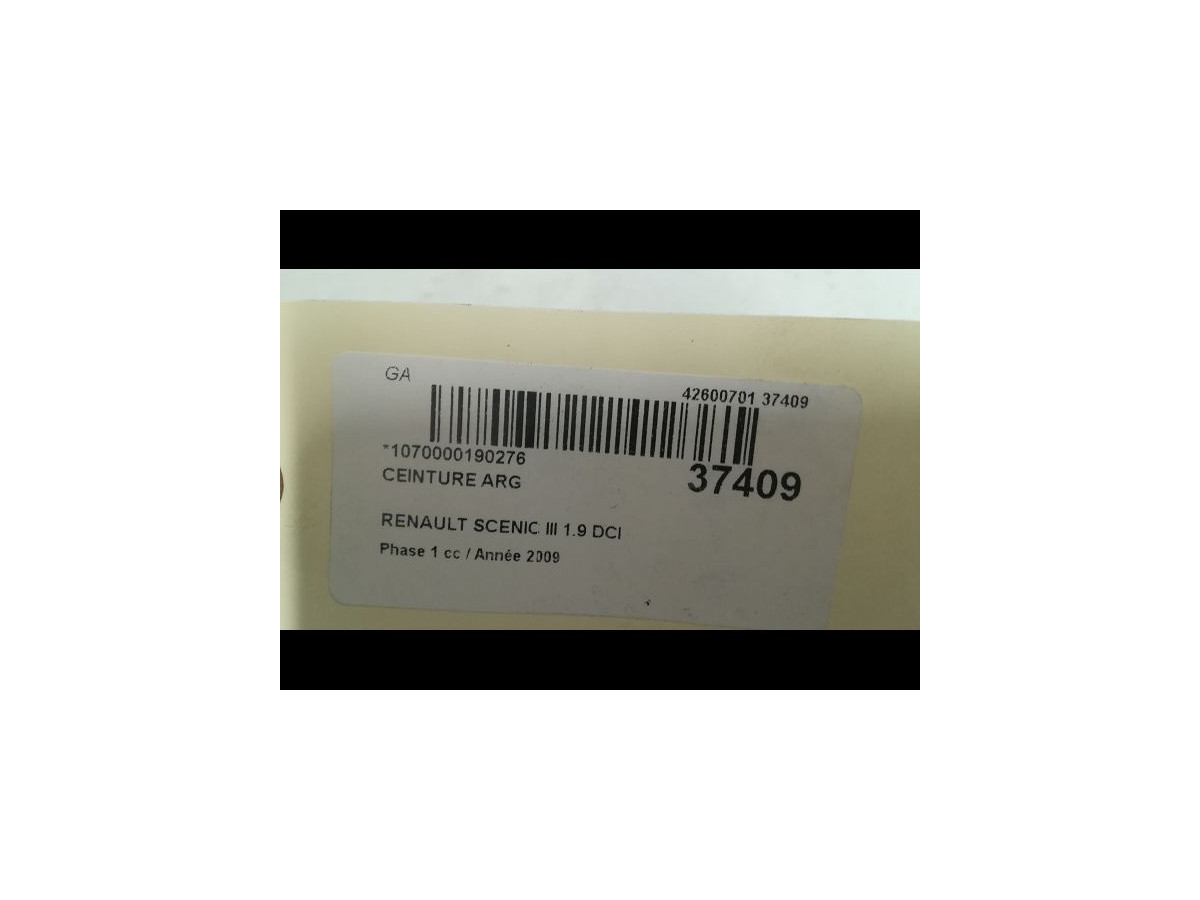 GA
42600701 37409
*1070000190276
37409
CEINTURE ARG
RENAULT SCENIC III 1.9 DCI
Phase 1 cc / Année 2009